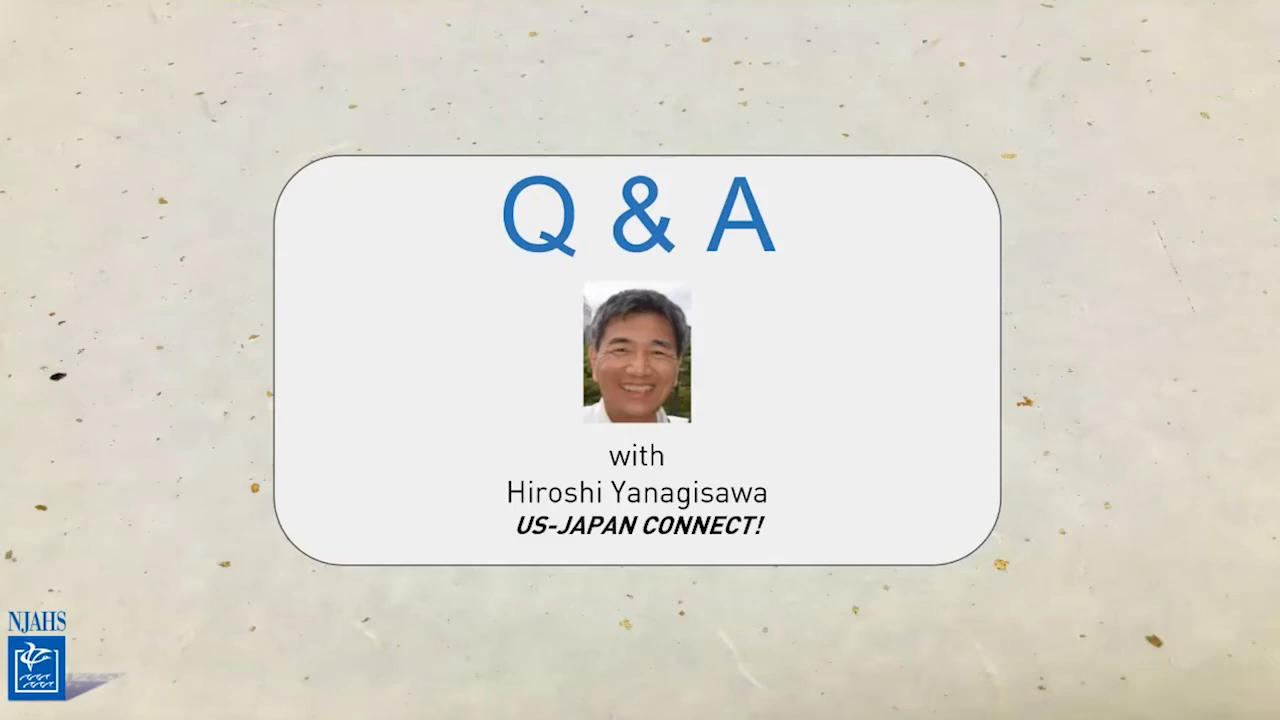 Q & A
with
Hiroshi Yanagisawa
US-JAPAN CONNECT!
NJAHS